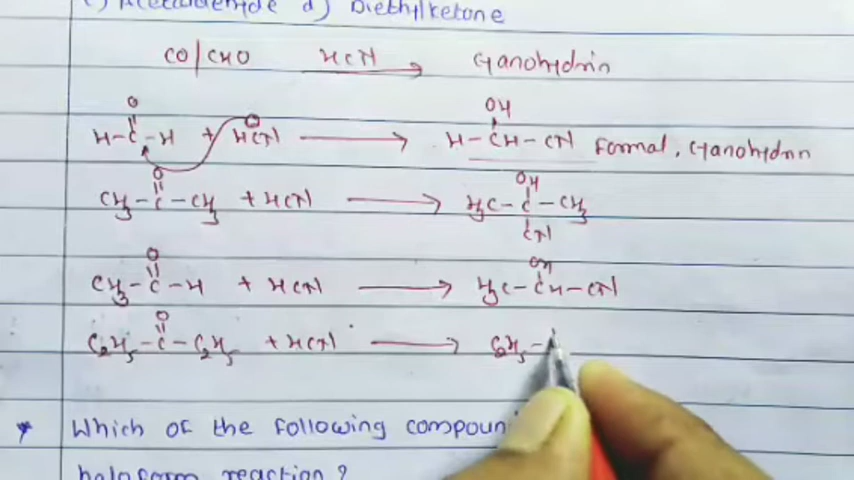 c) Acetaldehyde d) Diethylketone
CO/CHO HCN → Cyanohydrin
O OH
H-C-H + HCN → H-CH-CN Formal, cyanohydrin
O OH
CH3-C-CH3 + HCN → H3C-C-CH3
CN
O OH
CH3-C-H + HCN → H3C-CH-CN
O
C2H5-C-C2H5 + HCN → C2H5-
* Which of the following
haloform reaction?